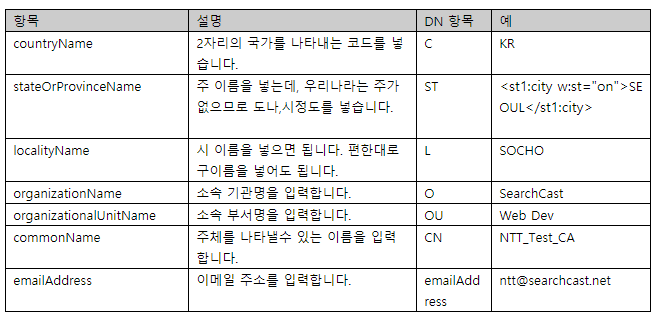 항목 설명 DN 항목 예
countryName 2자리의 국가를 나타내는 코드를 넣 C KR
습니다.
stateOrProvinceName 주 이름을 넣는데, 우리나라는 주가 ST <st1:city w:st="on">SE
없으므로 도나,시정도를 넣습니다. OUL</st1:city>
localityName 시 이름을 넣으면 됩니다. 편한대로 L SOCHO
구이름을 넣어도 됩니다.
organizationName 소속 기관명을 입력합니다. O SearchCast
organizationalUnitName 소속 부서명을 입력합니다. OU Web Dev
commonName 주체를 나타낼수 있는 이름을 입력 CN NTT_Test_CA
합니다.
emailAddress 이메일 주소를 입력합니다. emailAdd ntt@searchcast.net
ress